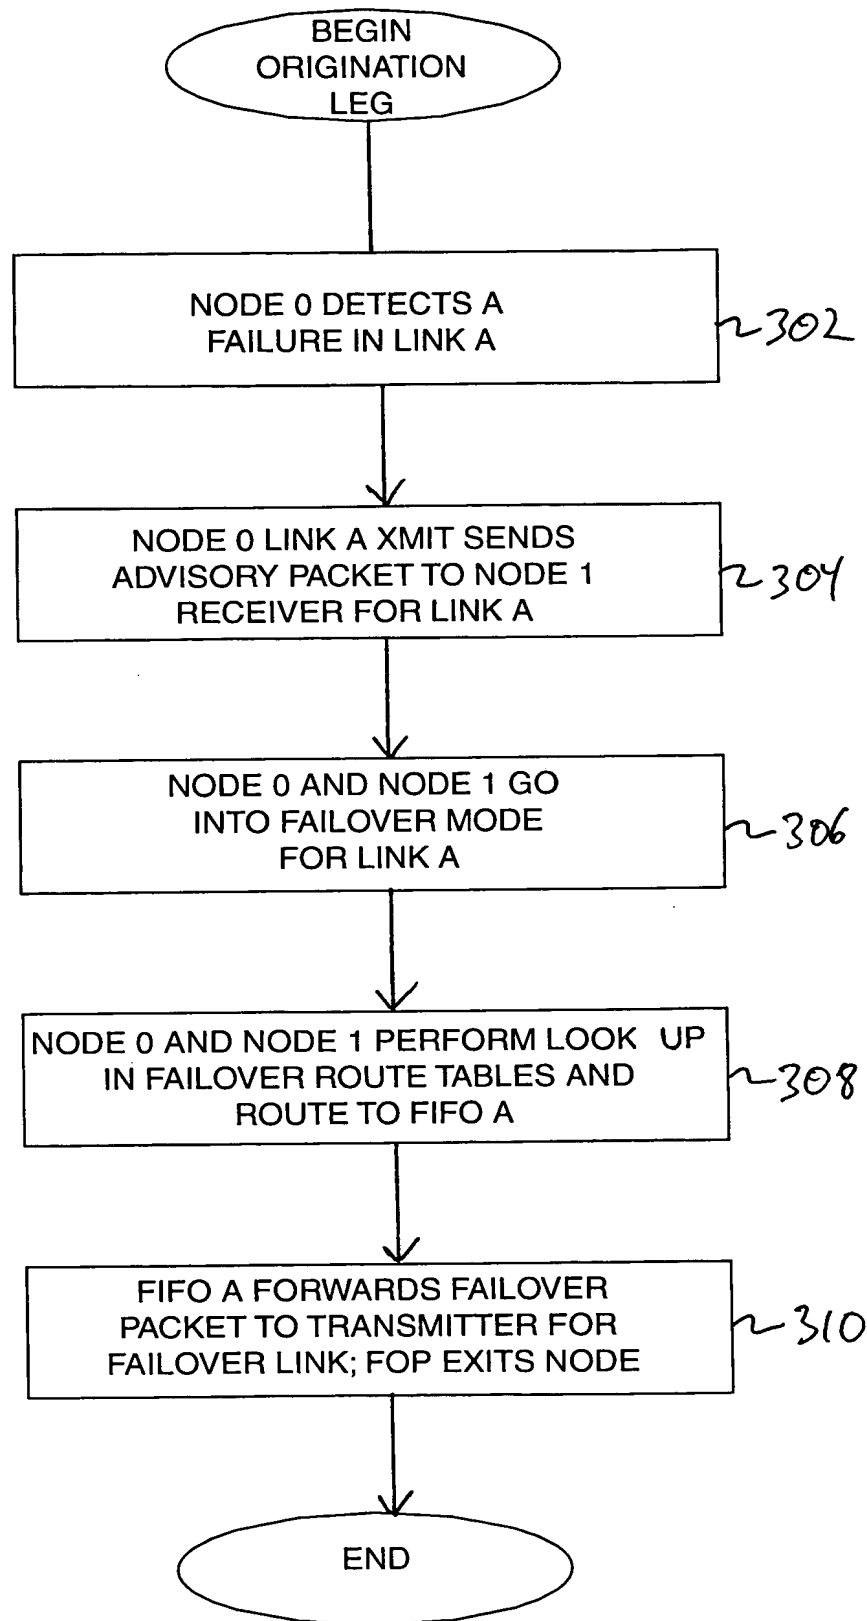 BEGIN
ORIGINATION
LEG
NODE 0 DETECTS A
FAILURE IN LINK A
302
NODE 0 LINK A XMIT SENDS
ADVISORY PACKET TO NODE 1
RECEIVER FOR LINK A
304
NODE 0 AND NODE 1 GO
INTO FAILOVER MODE
FOR LINK A
306
NODE 0 AND NODE 1 PERFORM LOOK UP
IN FAILOVER ROUTE TABLES AND
ROUTE TO FIFO A
308
FIFO A FORWARDS FAILOVER
PACKET TO TRANSMITTER FOR
FAILOVER LINK; FOP EXITS NODE
310
END